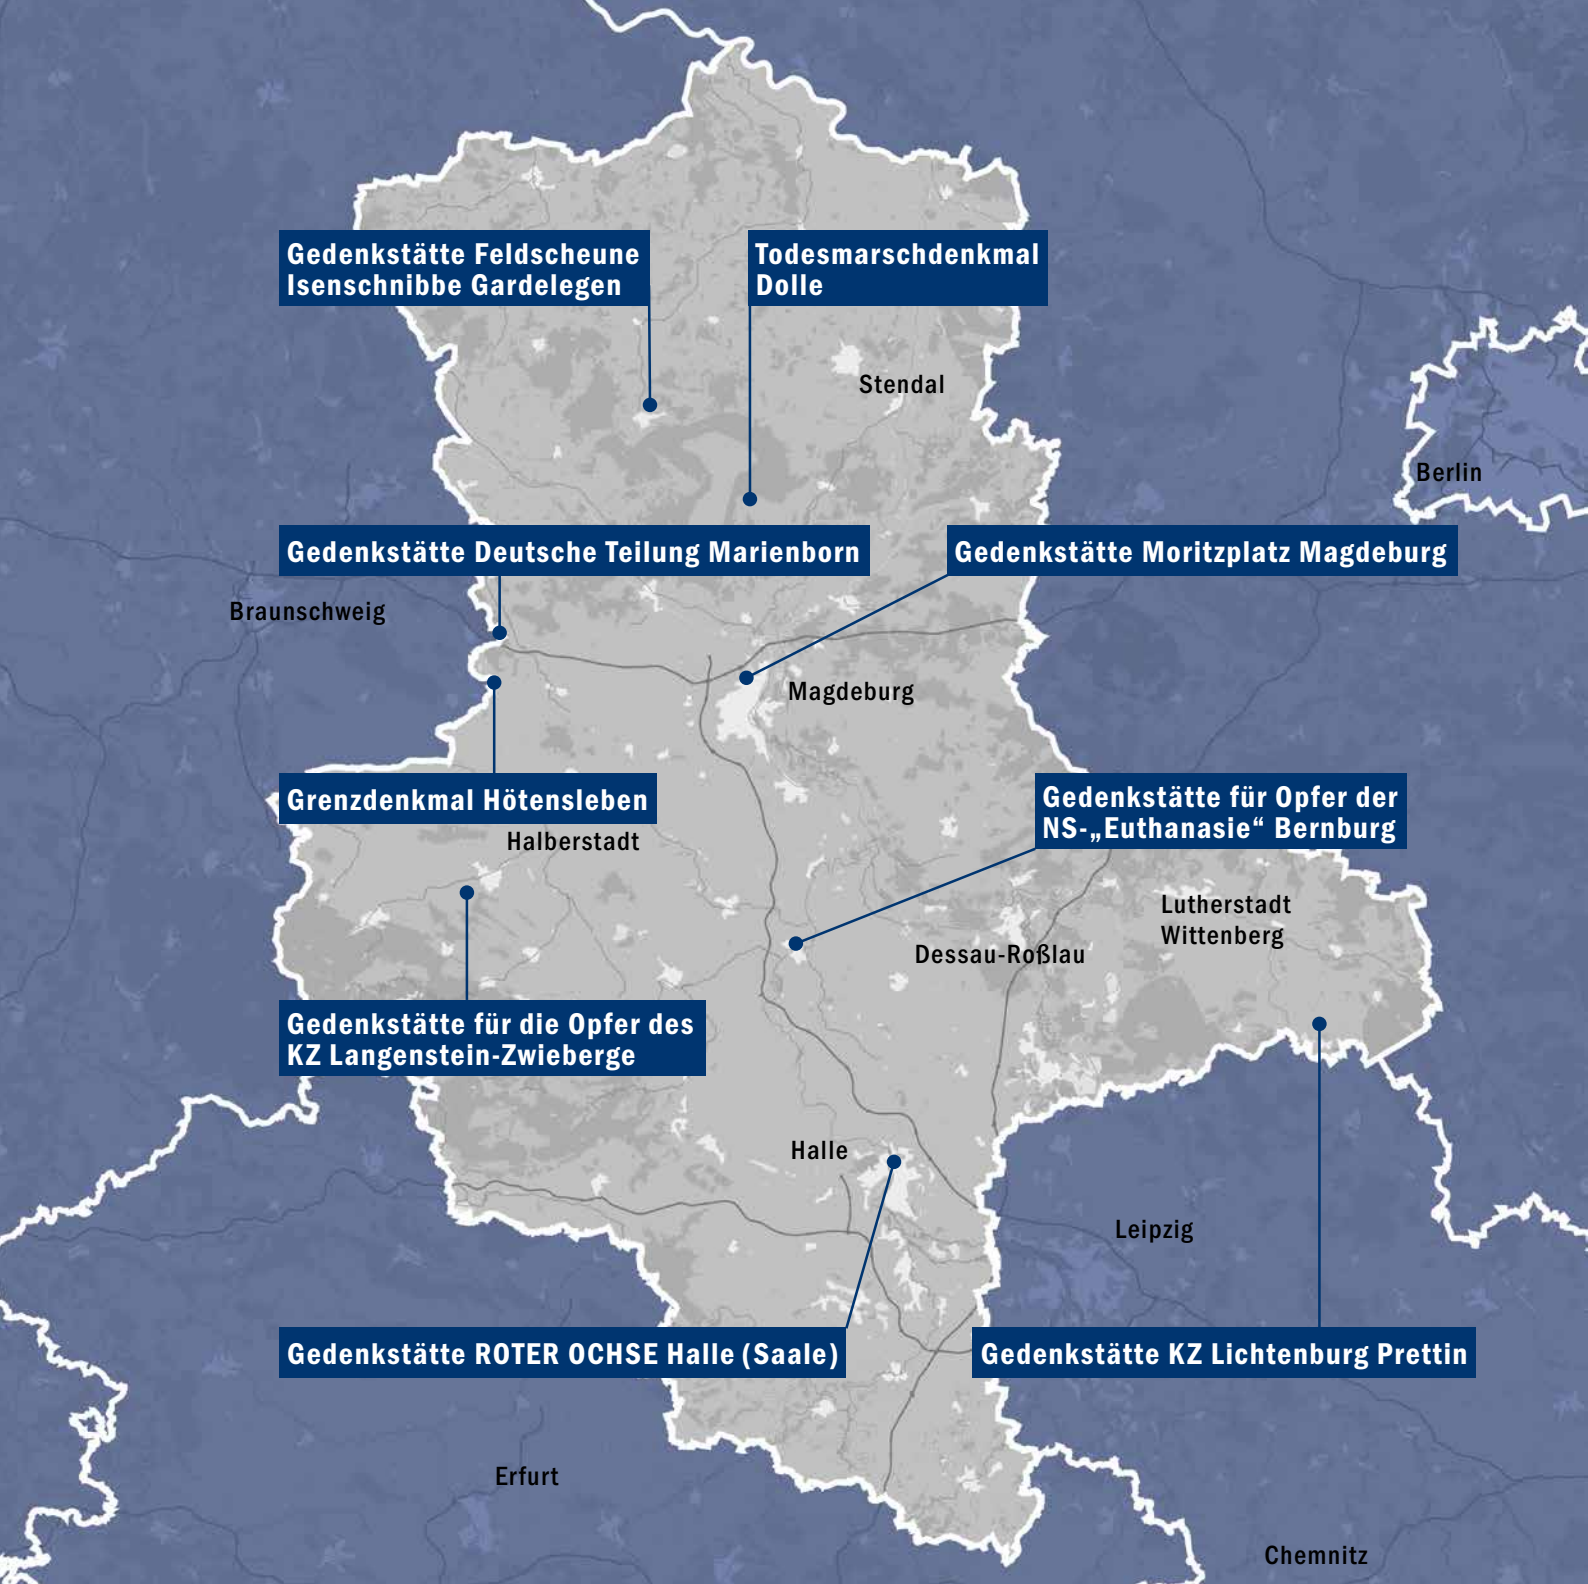 Gedenkstätte Feldscheune
Isenschnibbe Gardelegen
Todesmarschdenkmal
Dolle
Stendal
Berlin
Gedenkstätte Deutsche Teilung Marienborn
Gedenkstätte Moritzplatz Magdeburg
Braunschweig
Magdeburg
Grenzdenkmal Hötensleben
Gedenkstätte für Opfer der
NS-„Euthanasie“ Bernburg
Halberstadt
Lutherstadt
Wittenberg
Dessau-Roßlau
Gedenkstätte für die Opfer des
KZ Langenstein-Zwieberge
Halle
Leipzig
Gedenkstätte ROTER OCHSE Halle (Saale)
Gedenkstätte KZ Lichtenburg Prettin
Erfurt
Chemnitz